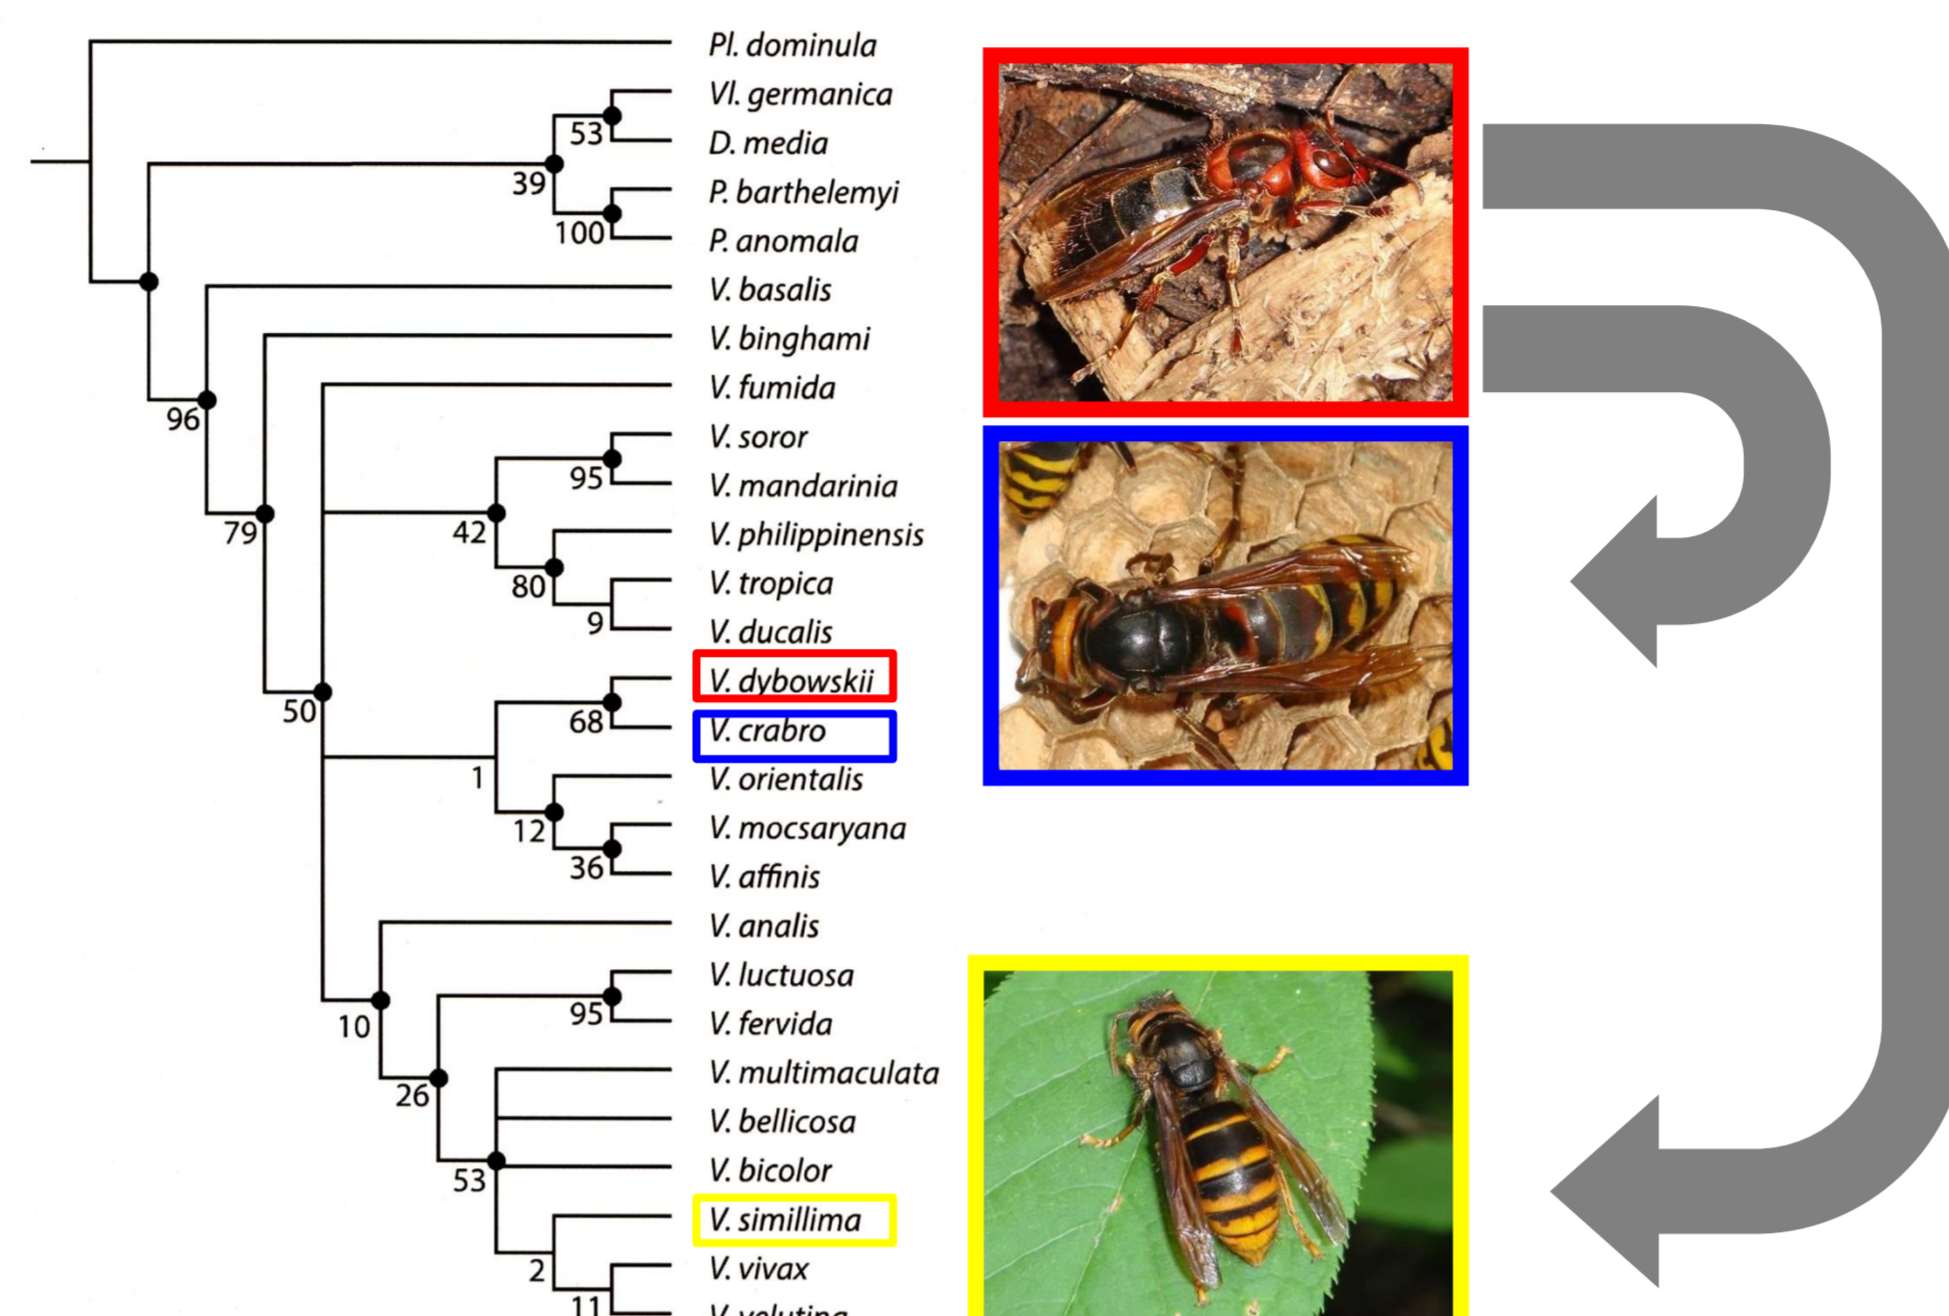 Pl. dominula
Vl. germanica
53
D. media
39
P. barthelemyi
100
P. anomala
V. basalis
V. binghami
V. fumida
96
V. soror
95
V. mandarinia
79
42
V. philippinensis
80
V. tropica
9
V. ducalis
V. dybowskii
50
68
V. crabro
1
V. orientalis
12
V. mocsaryana
36
V. affinis
V. analis
V. luctuosa
10
95
V. fervida
V. multimaculata
26
V. bellicosa
53
V. bicolor
V. simillima
2
V. vivax
11
V. velutina